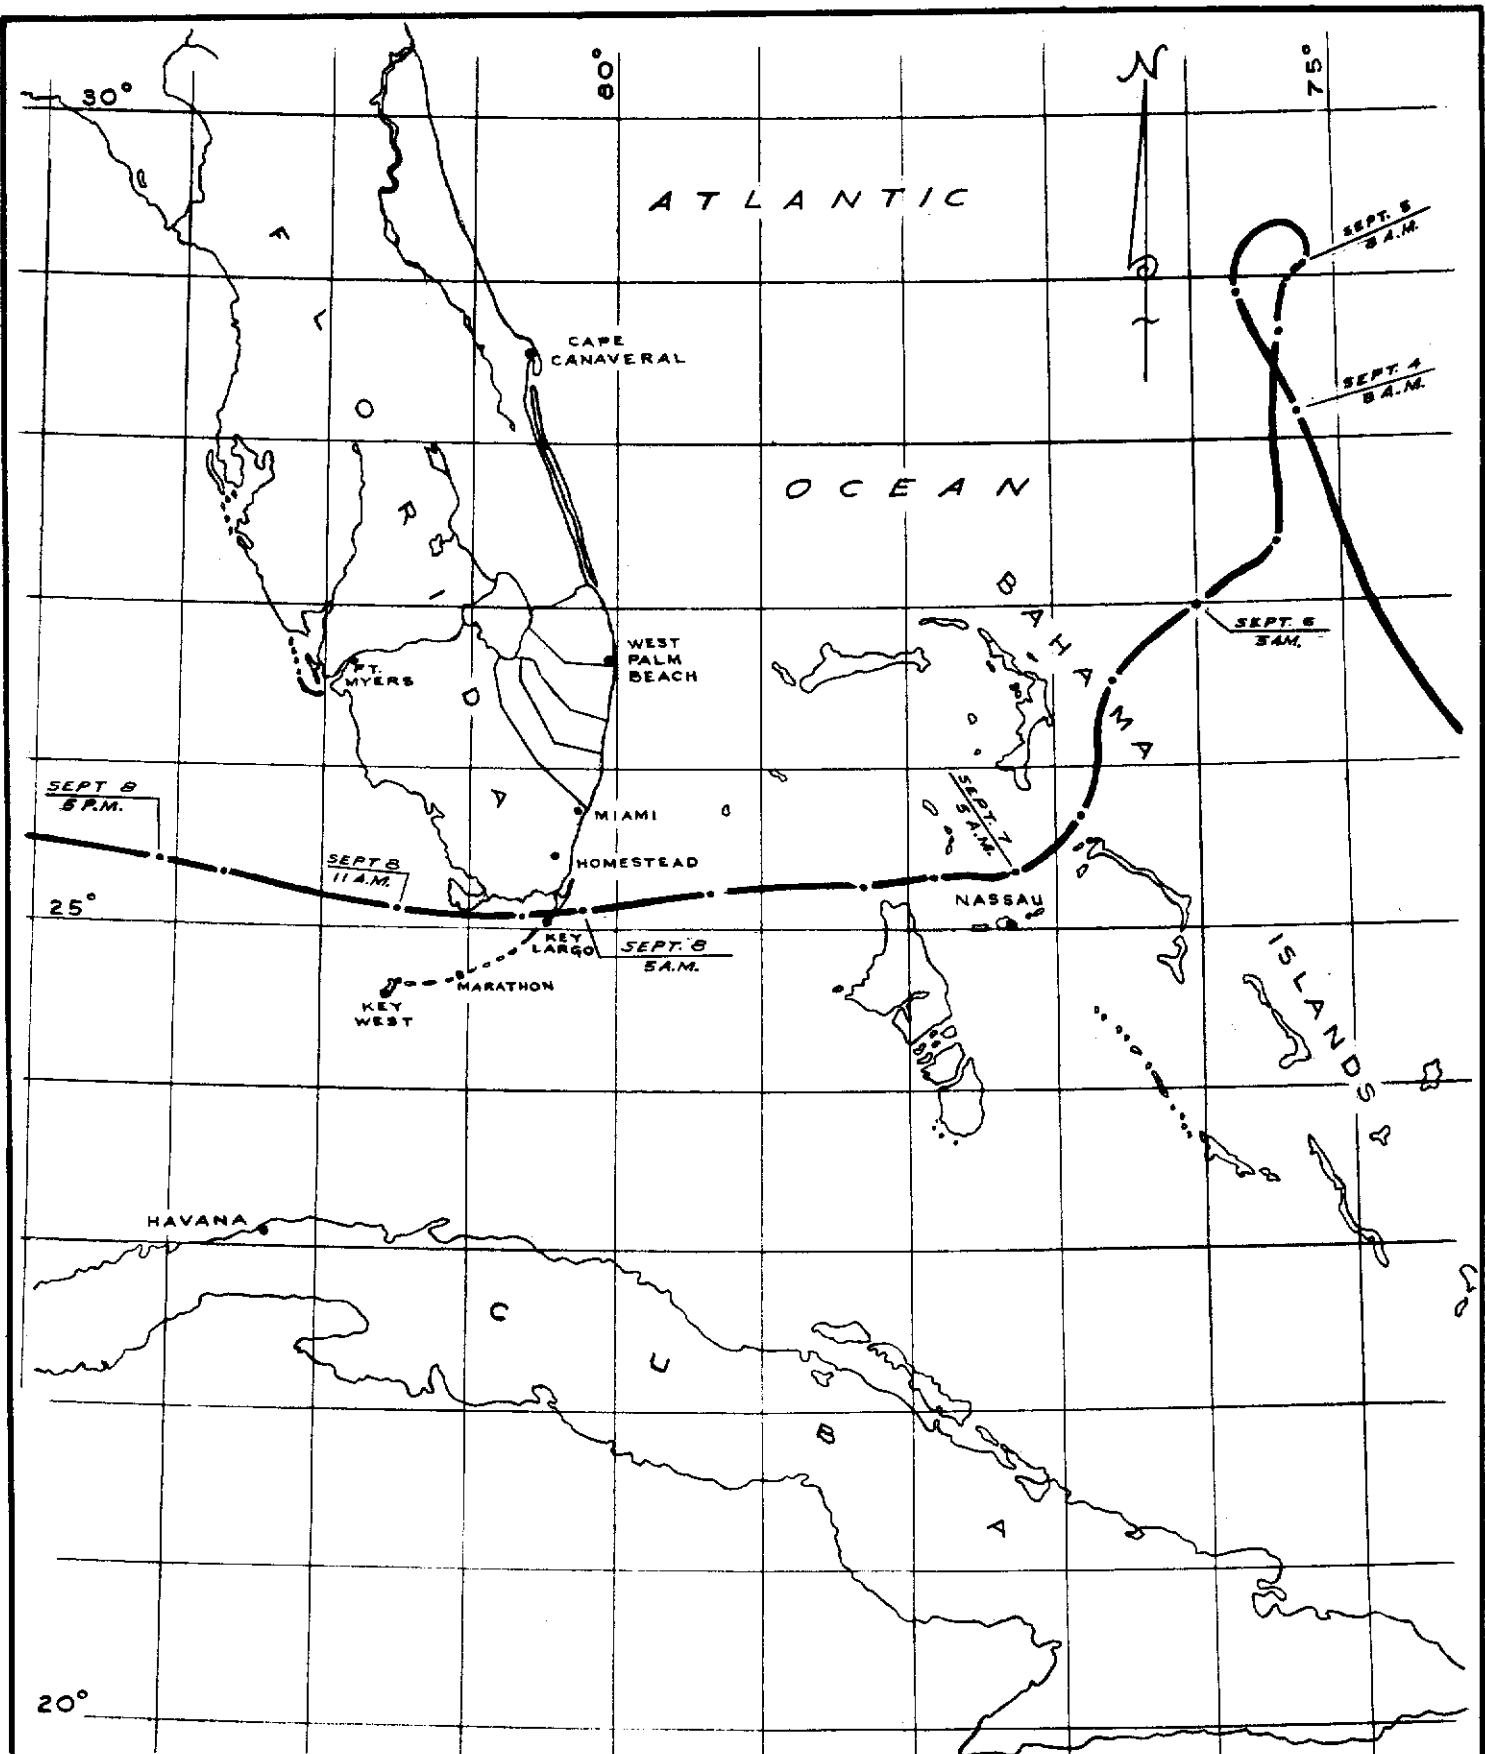 30°
80°
N
75°
ATLANTIC
SEPT. 5
8 A.M.
FLORIDA
CAPE
CANAVERAL
SEPT. 4
8 A.M.
OCEAN
BAHAMA
SEPT. 6
5 A.M.
WEST
PALM
BEACH
FT.
MYERS
SEPT 8
5 P.M.
SEPT. 7
5 A.M.
MIAMI
SEPT 8
11 A.M.
HOMESTEAD
25°
NASSAU
KEY
LARGO
SEPT. 8
5 A.M.
ISLANDS
MARATHON
KEY
WEST
HAVANA
CUBA
20°